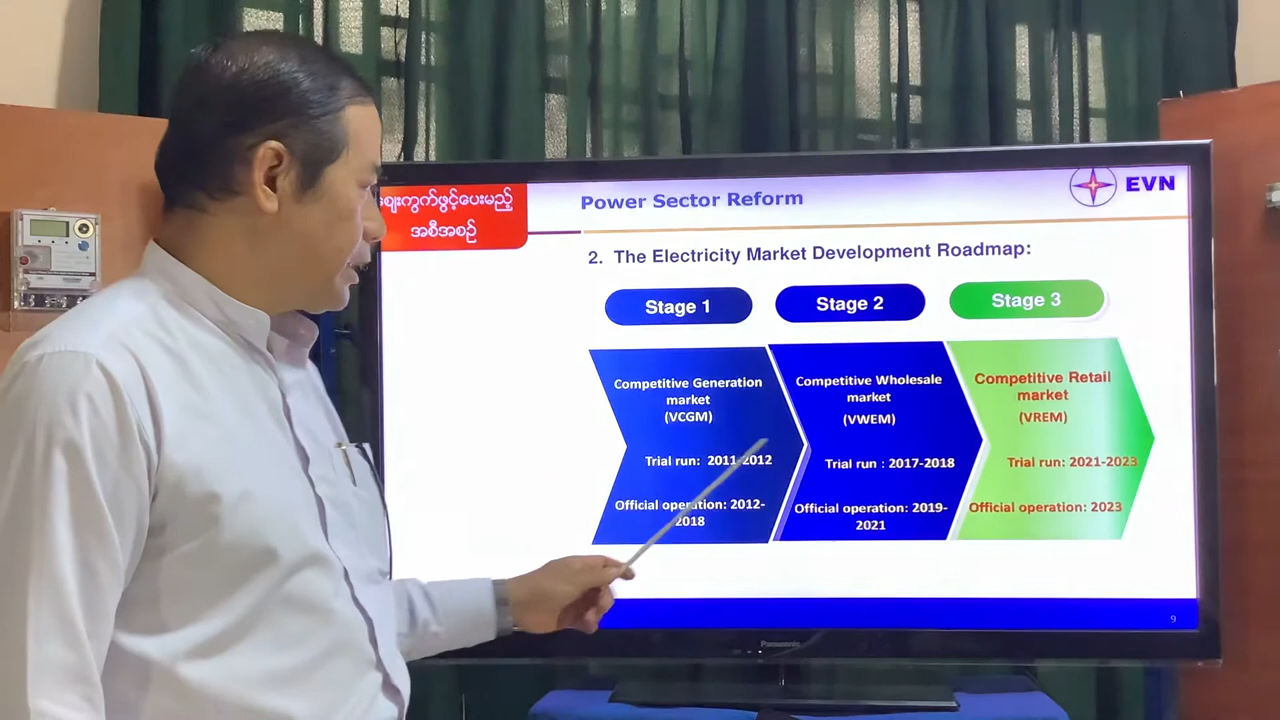 ဈေးကွက်ဖွင့်ပေးမည့်
အစီအစဉ်
Power Sector Reform
EVN
2. The Electricity Market Development Roadmap:
Stage 1
Stage 2
Stage 3
Competitive Generation
market
(VCGM)
Trial run: 2011-2012
Official operation: 2012-
2018
Competitive Wholesale
market
(VWEM)
Trial run : 2017-2018
Official operation: 2019-
2021
Competitive Retail
market
(VREM)
Trial run: 2021-2023
Official operation: 2023
9
Panasonic